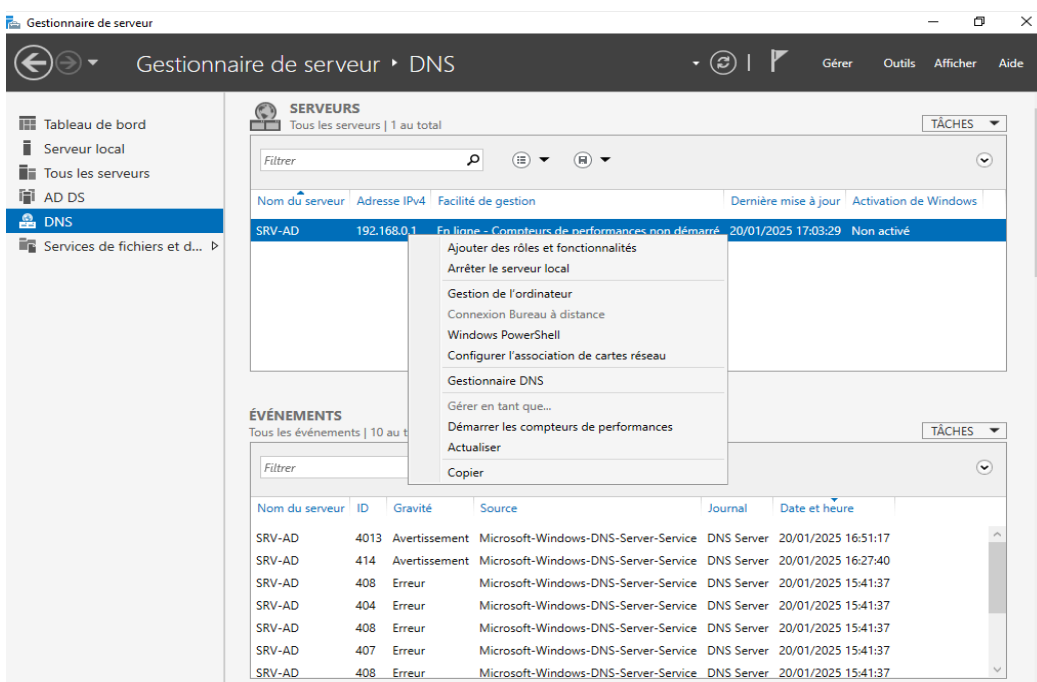 Gestionnaire de serveur
Gestionnaire de serveur ‣ DNS
Gérer Outils Afficher Aide
Tableau de bord
Serveur local
Tous les serveurs
AD DS
DNS
Services de fichiers et d...
SERVEURS
Tous les serveurs | 1 au total
TÂCHES
Filtrer
Nom du serveur Adresse IPv4 Facilité de gestion Dernière mise à jour Activation de Windows
SRV-AD 192.168.0.1 En ligne - Compteurs de performances non démarré 20/01/2025 17:03:29 Non activé
Ajouter des rôles et fonctionnalités
Arrêter le serveur local
Gestion de l'ordinateur
Connexion Bureau à distance
Windows PowerShell
Configurer l'association de cartes réseau
Gestionnaire DNS
Gérer en tant que...
Démarrer les compteurs de performances
Actualiser
Copier
ÉVÉNEMENTS
Tous les événements | 10 au t
TÂCHES
Filtrer
Nom du serveur ID Gravité Source Journal Date et heure
SRV-AD 4013 Avertissement Microsoft-Windows-DNS-Server-Service DNS Server 20/01/2025 16:51:17
SRV-AD 414 Avertissement Microsoft-Windows-DNS-Server-Service DNS Server 20/01/2025 16:27:40
SRV-AD 408 Erreur Microsoft-Windows-DNS-Server-Service DNS Server 20/01/2025 15:41:37
SRV-AD 404 Erreur Microsoft-Windows-DNS-Server-Service DNS Server 20/01/2025 15:41:37
SRV-AD 408 Erreur Microsoft-Windows-DNS-Server-Service DNS Server 20/01/2025 15:41:37
SRV-AD 407 Erreur Microsoft-Windows-DNS-Server-Service DNS Server 20/01/2025 15:41:37
SRV-AD 408 Erreur Microsoft-Windows-DNS-Server-Service DNS Server 20/01/2025 15:41:37